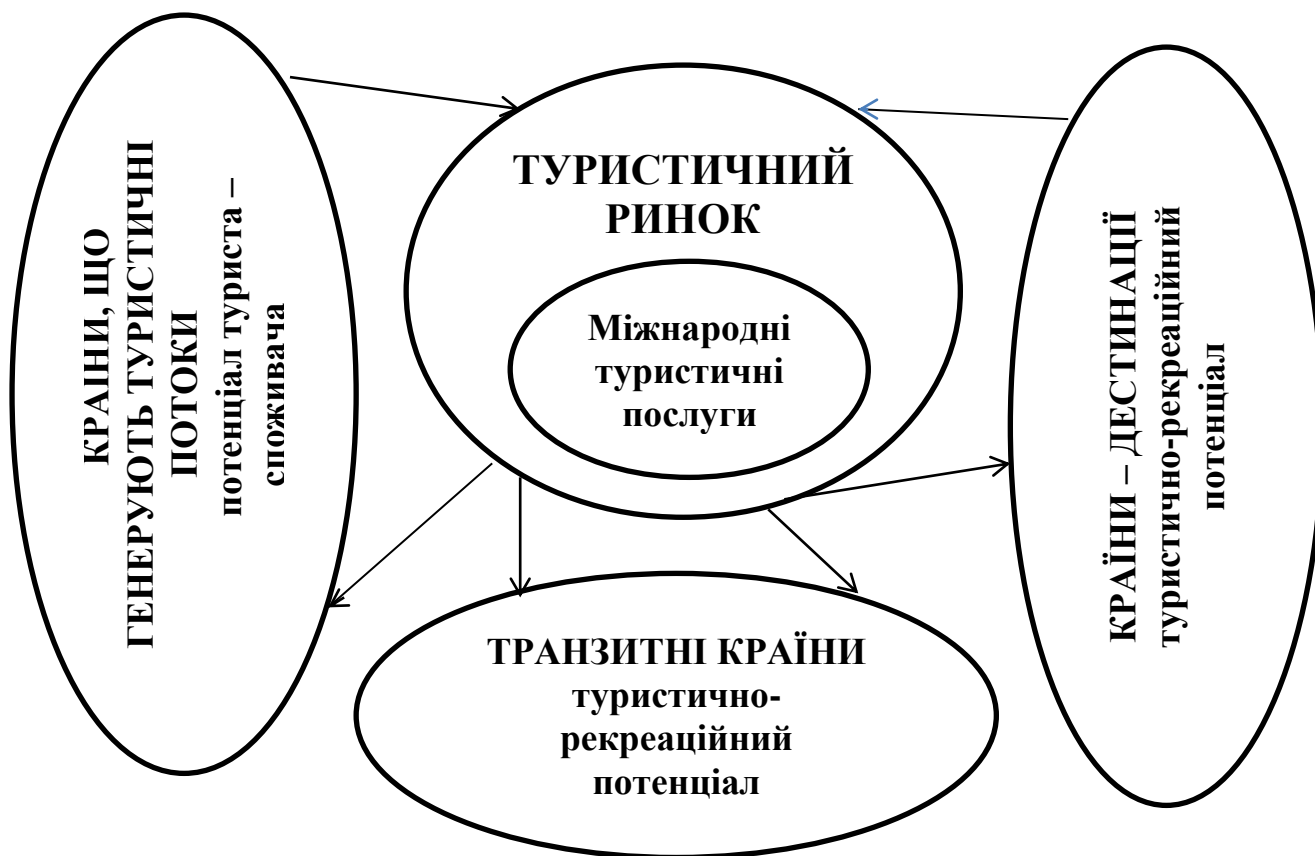 КРАІНИ, ЩО
ГЕНЕРУЮТЬ ТУРИСТИЧНІ
ПОТОКИ
потенціал туриста –
споживача
ТУРИСТИЧНИЙ
РИНОК
Міжнародні
туристичні
послуги
КРАЇНИ – ДЕСТИНАЦІЇ
туристично-рекреаційний
потенціал
ТРАНЗИТНІ КРАЇНИ
туристично-
рекреаційний
потенціал